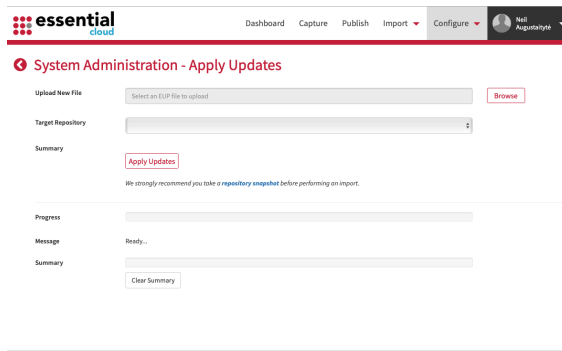 essential
cloud
Dashboard Capture Publish Import Configure Neil
Augustaitytė
System Administration - Apply Updates
Upload New File Select an EUP file to upload Browse
Target Repository
Summary
Apply Updates
We strongly recommend you take a repository snapshot before performing an import.
Progress
Message Ready...
Summary
Clear Summary